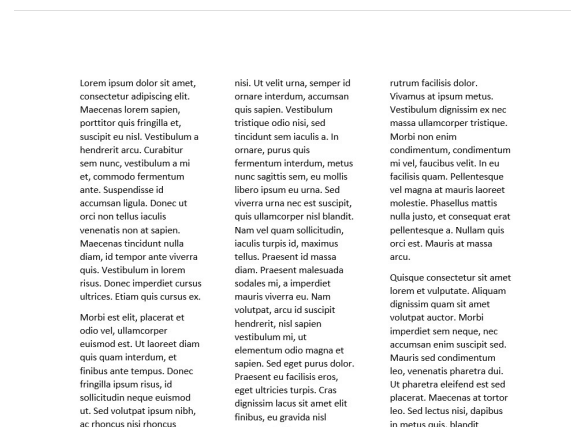 Lorem ipsum dolor sit amet,
consectetur adipiscing elit.
Maecenas lorem sapien,
porttitor quis fringilla et,
suscipit eu nisl. Vestibulum a
hendrerit arcu. Curabitur
sem nunc, vestibulum a mi
et, commodo fermentum
ante. Suspendisse id
accumsan ligula. Donec ut
orci non tellus iaculis
venenatis non at sapien.
Maecenas tincidunt nulla
diam, id tempor ante viverra
quis. Vestibulum in lorem
risus. Donec imperdiet cursus
ultrices. Etiam quis cursus ex.
Morbi est elit, placerat et
odio vel, ullamcorper
euismod est. Ut laoreet diam
quis quam interdum, et
finibus ante tempus. Donec
fringilla ipsum risus, id
sollicitudin neque euismod
ut. Sed volutpat ipsum nibh,
ac rhoncus nisi rhoncus
nisi. Ut velit urna, semper id
ornare interdum, accumsan
quis sapien. Vestibulum
tristique odio nisi, sed
tincidunt sem iaculis a. In
ornare, purus quis
fermentum interdum, metus
nunc sagittis sem, eu mollis
libero ipsum eu urna. Sed
viverra urna nec est suscipit,
quis ullamcorper nisl blandit.
Nam vel quam sollicitudin,
iaculis turpis id, maximus
tellus. Praesent id massa
diam. Praesent malesuada
sodales mi, a imperdiet
mauris viverra eu. Nam
volutpat, arcu id suscipit
hendrerit, nisl sapien
vestibulum mi, ut
elementum odio magna et
sapien. Sed eget purus dolor.
Praesent eu facilisis eros,
eget ultricies turpis. Cras
dignissim lacus sit amet elit
finibus, eu gravida nisl
rutrum facilisis dolor.
Vivamus at ipsum metus.
Vestibulum dignissim ex nec
massa ullamcorper tristique.
Morbi non enim
condimentum, condimentum
mi vel, faucibus velit. In eu
facilisis quam. Pellentesque
vel magna at mauris laoreet
molestie. Phasellus mattis
nulla justo, et consequat erat
pellentesque a. Nullam quis
orci est. Mauris at massa
arcu.
Quisque consectetur sit amet
lorem et vulputate. Aliquam
dignissim quam sit amet
volutpat auctor. Morbi
imperdiet sem neque, nec
accumsan enim suscipit sed.
Mauris sed condimentum
leo, venenatis pharetra dui.
Ut pharetra eleifend est sed
placerat. Maecenas at tortor
leo. Sed lectus nisi, dapibus
in metus quis, blandit